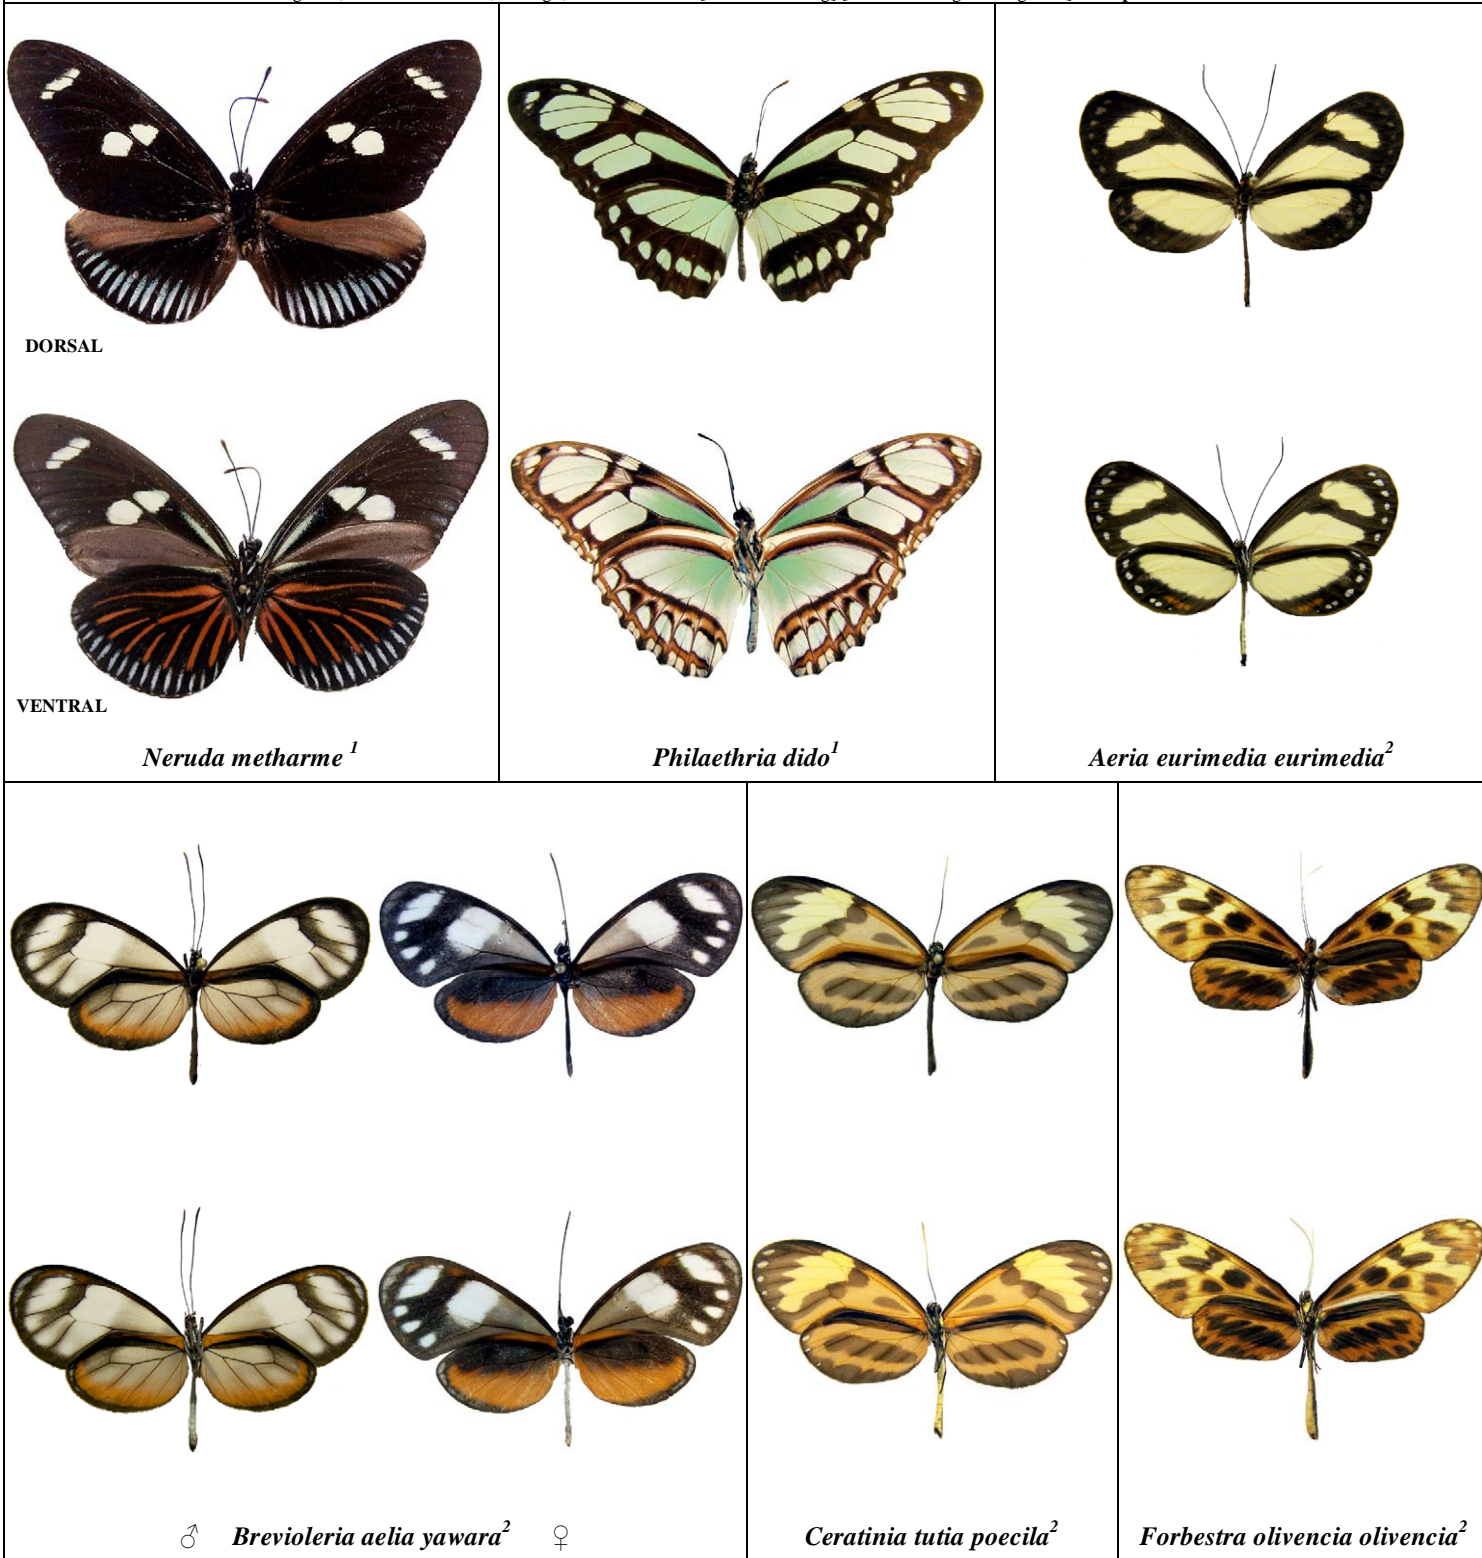 DORSAL
VENTRAL
Neruda metharme 1
Philaethria dido1
Aeria eurimedia eurimedia2
♂ Brevioleria aelia yawara2 ♀
Ceratinia tutia poecila2
Forbestra olivencia olivencia2